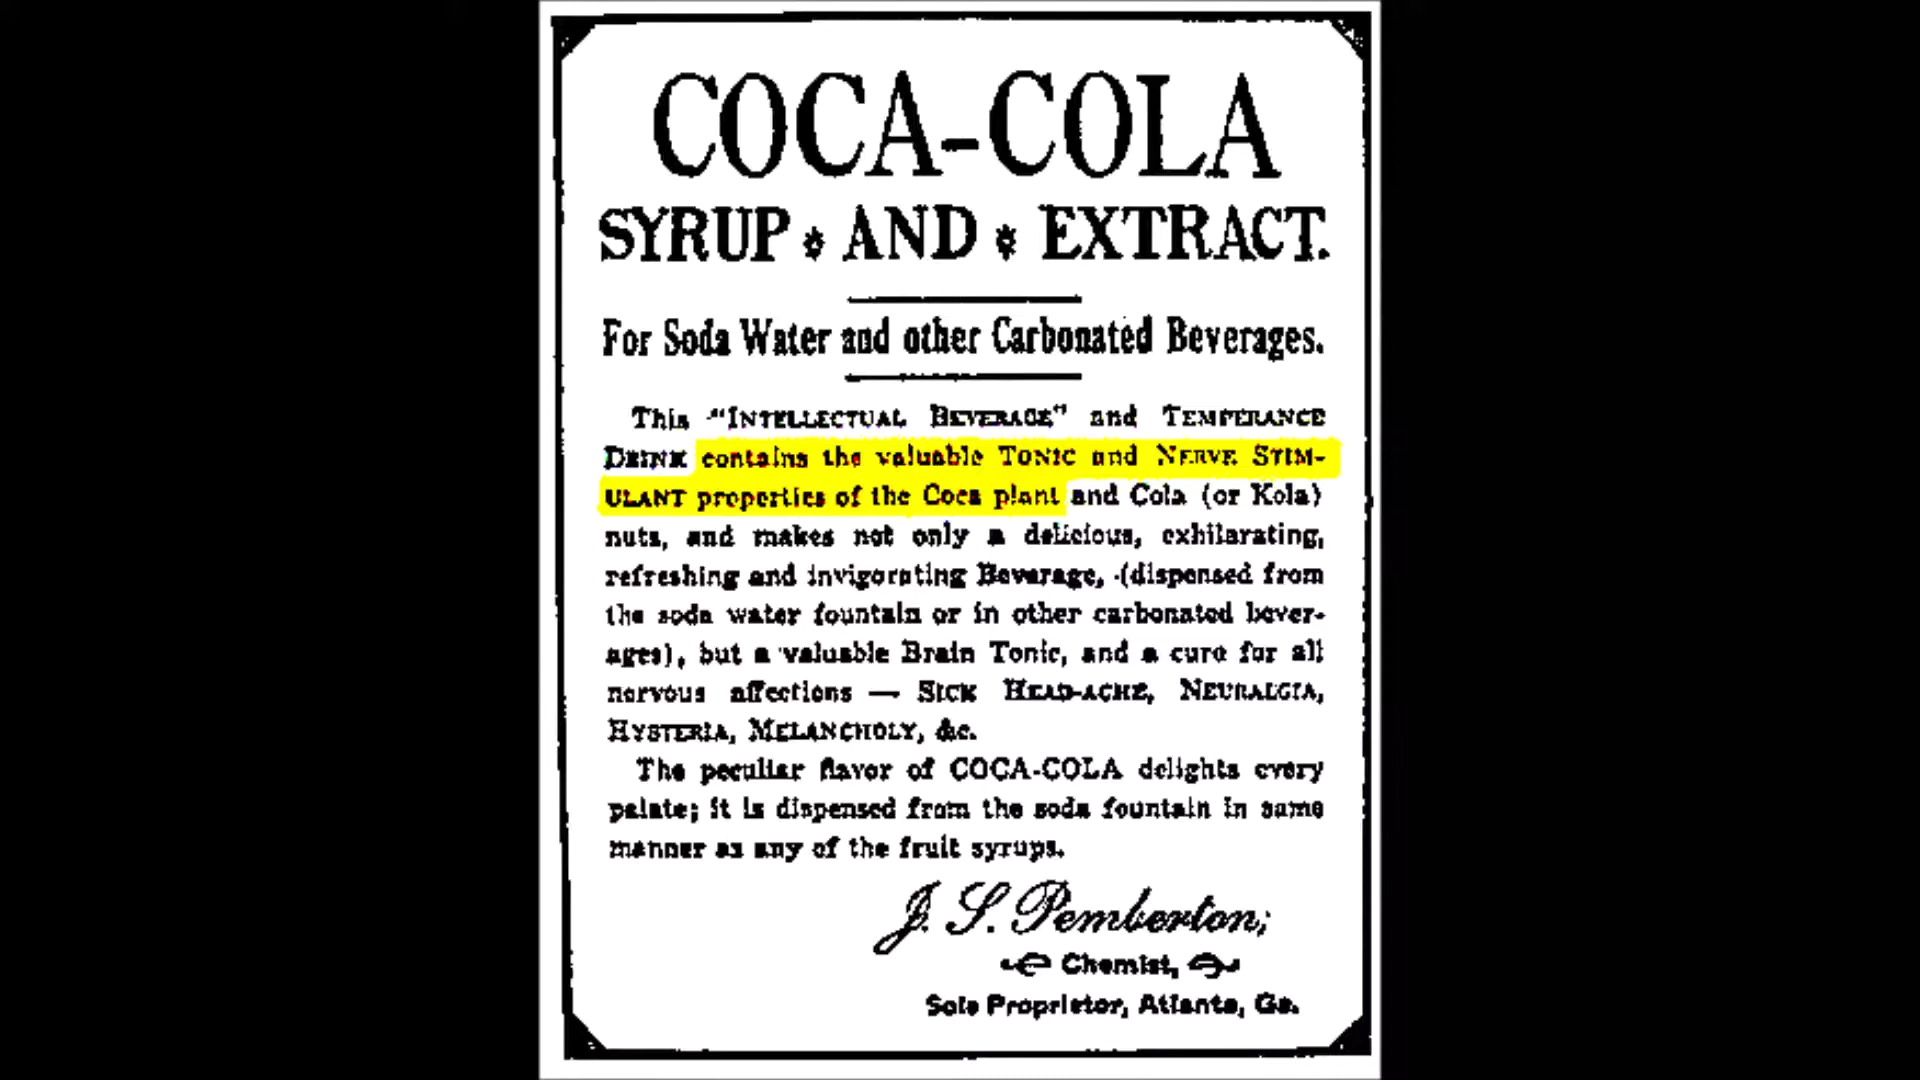 COCA-COLA
SYRUP * AND * EXTRACT.
For Soda Water and other Carbonated Beverages.
This "INTELLECTUAL BEVERAGE" and TEMPERANCE
DRINK contains the valuable TONIC and NERVE STIM-
ULANT properties of the Coca plant and Cola (or Kola)
nuts, and makes not only a delicious, exhilarating,
refreshing and invigorating Beverage, (dispensed from
the soda water fountain or in other carbonated bever-
ages), but a valuable Brain Tonic, and a cure for all
nervous affections — SICK HEAD-ACHE, NEURALGIA,
HYSTERIA, MELANCHOLY, &c.
The peculiar flavor of COCA-COLA delights every
palate; it is dispensed from the soda fountain in same
manner as any of the fruit syrups.
J. S. Pemberton;
Chemist,
Sole Proprietor, Atlanta, Ga.